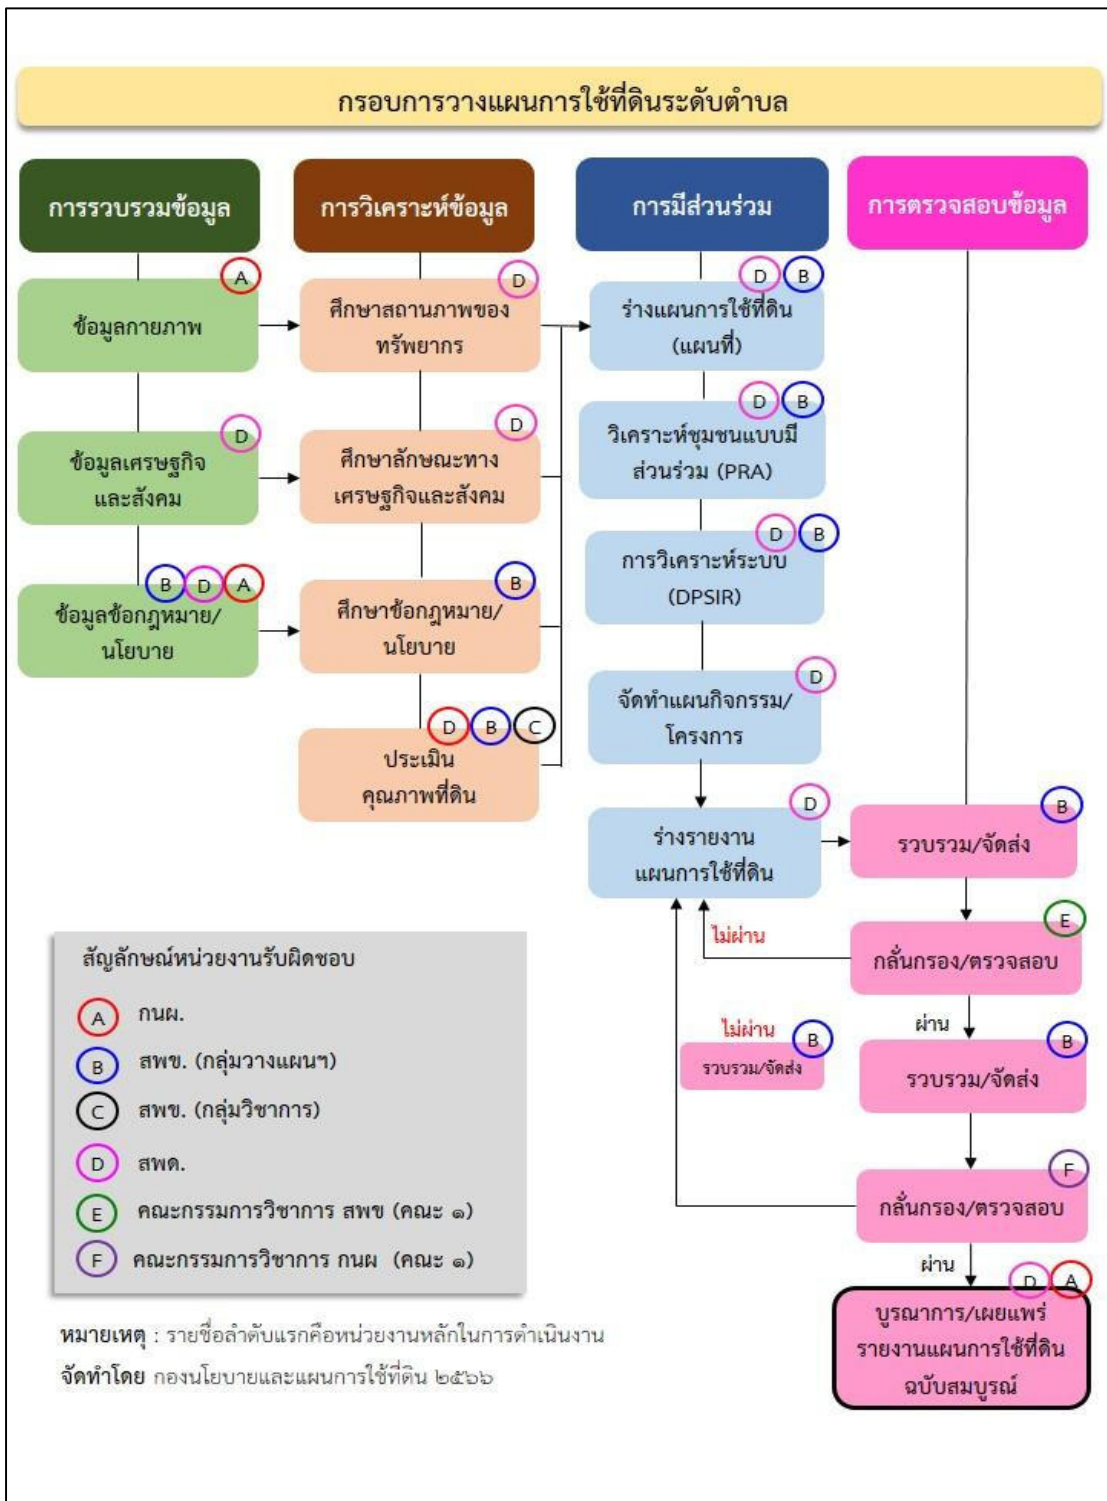 กรอบการวางแผนการใช้ที่ดินระดับตำบล
การรวบรวมข้อมูล
A
ข้อมูลกายภาพ
D
ข้อมูลเศรษฐกิจ
และสังคม
B D A
ข้อมูลข้อกฎหมาย/
นโยบาย
การวิเคราะห์ข้อมูล
D
ศึกษาสถานภาพของ
ทรัพยากร
D
ศึกษาลักษณะทาง
เศรษฐกิจและสังคม
B
ศึกษาข้อกฎหมาย/
นโยบาย
D B C
ประเมิน
คุณภาพที่ดิน
การมีส่วนร่วม
D B
ร่างแผนการใช้ที่ดิน
(แผนที่)
D B
วิเคราะห์ชุมชนแบบมี
ส่วนร่วม (PRA)
D B
การวิเคราะห์ระบบ
(DPSIR)
D
จัดทำแผนกิจกรรม/
โครงการ
D
ร่างรายงาน
แผนการใช้ที่ดิน
การตรวจสอบข้อมูล
B
รวบรวม/จัดส่ง
E
กลั่นกรอง/ตรวจสอบ
ไม่ผ่าน
ผ่าน
B
รวบรวม/จัดส่ง
ไม่ผ่าน
B
รวบรวม/จัดส่ง
F
กลั่นกรอง/ตรวจสอบ
ผ่าน
D A
บูรณาการ/เผยแพร่
รายงานแผนการใช้ที่ดิน
ฉบับสมบูรณ์
สัญลักษณ์หน่วยงานรับผิดชอบ
A กนผ.
B สพข. (กลุ่มวางแผนฯ)
C สพข. (กลุ่มวิชาการ)
D สพด.
E คณะกรรมการวิชาการ สพข (คณะ ๑)
F คณะกรรมการวิชาการ กนผ (คณะ ๑)
หมายเหตุ : รายชื่อลำดับแรกคือหน่วยงานหลักในการดำเนินงาน
จัดทำโดย กองนโยบายและแผนการใช้ที่ดิน ๒๕๖๖